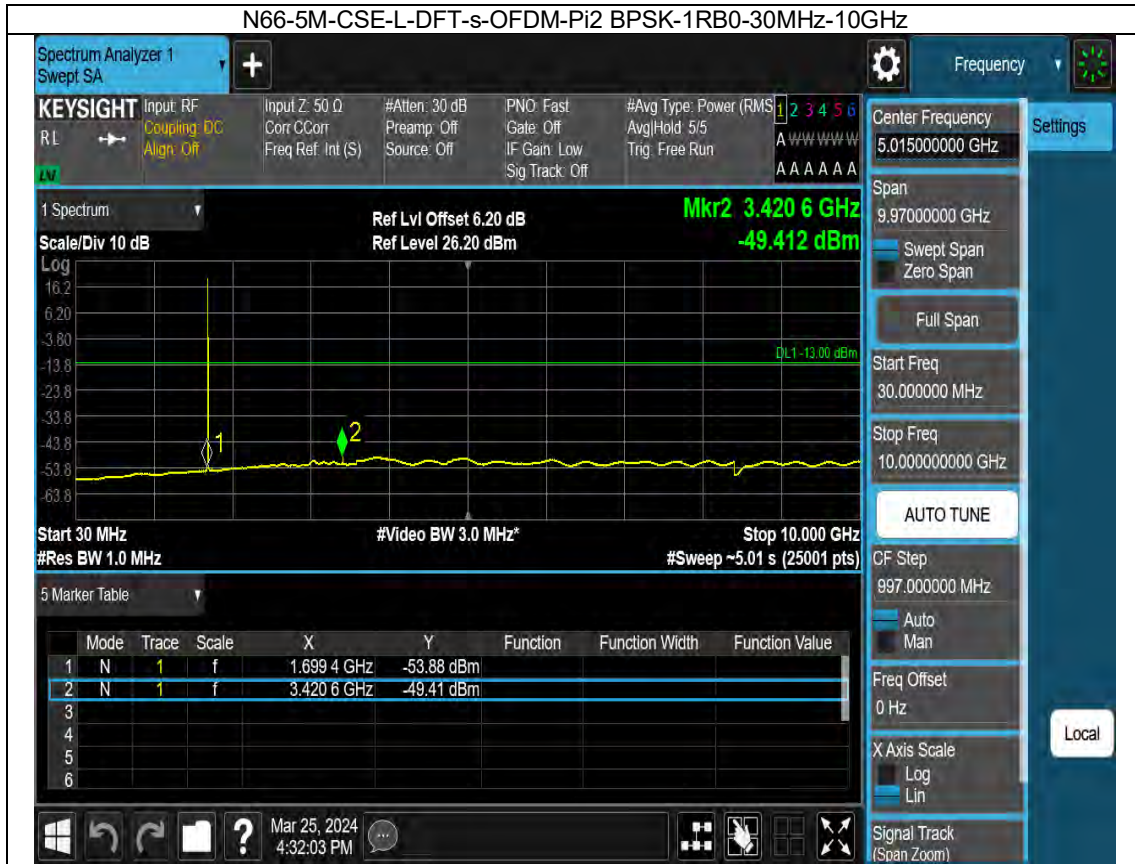 N66-5M-CSE-L-DFT-s-OFDM-Pi2 BPSK-1RB0-30MHz-10GHz
Spectrum Analyzer 1
Swept SA
Frequency
KEYSIGHT
RL
Input: RF
Coupling: DC
Align: Off
Input Z: 50 Ω
Corr CCorr
Freq Ref: Int (S)
#Atten: 30 dB
Preamp: Off
Source: Off
PNO: Fast
Gate: Off
IF Gain: Low
Sig Track: Off
#Avg Type: Power (RMS
Avg|Hold: 5/5
Trig: Free Run
1 2 3 4 5 6
A W W W W W
A A A A A A
1 Spectrum
Scale/Div 10 dB
Ref Lvl Offset 6.20 dB
Ref Level 26.20 dBm
Mkr2 3.420 6 GHz
-49.412 dBm
Log
16.2
6.20
-3.80
-13.8
-23.8
-33.8
-43.8
-53.8
-63.8
DL1 -13.00 dBm
1
2
Start 30 MHz
#Res BW 1.0 MHz
#Video BW 3.0 MHz*
Stop 10.000 GHz
#Sweep ~5.01 s (25001 pts)
5 Marker Table
Mode Trace Scale X Y Function Function Width Function Value
1 N 1 f 1.699 4 GHz -53.88 dBm
2 N 1 f 3.420 6 GHz -49.41 dBm
3
4
5
6
Center Frequency
5.015000000 GHz
Settings
Span
9.97000000 GHz
Swept Span
Zero Span
Full Span
Start Freq
30.000000 MHz
Stop Freq
10.000000000 GHz
AUTO TUNE
CF Step
997.000000 MHz
Auto
Man
Freq Offset
0 Hz
X Axis Scale
Log
Lin
Signal Track
(Span Zoom)
Local
?
Mar 25, 2024
4:32:03 PM